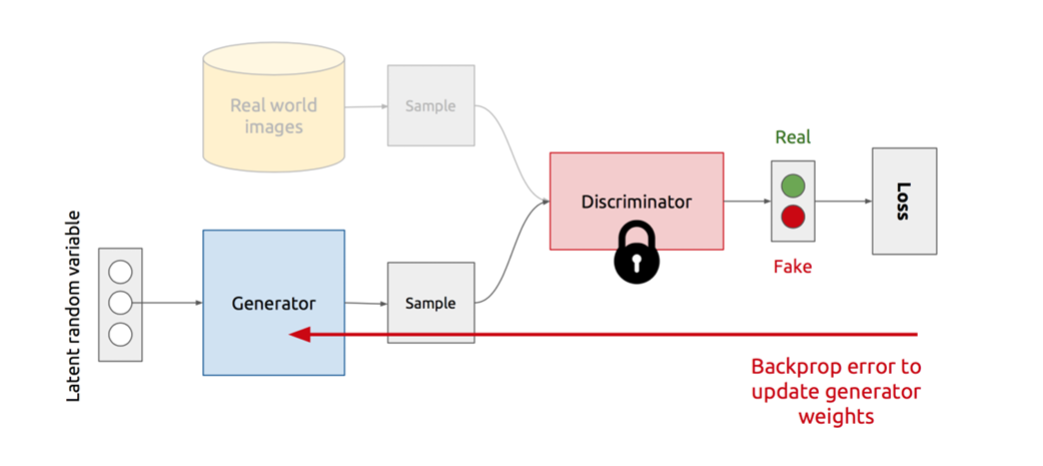 Real world
images
Sample
Latent random variable
Generator
Sample
Discriminator
Real
Fake
Loss
Backprop error to
update generator
weights